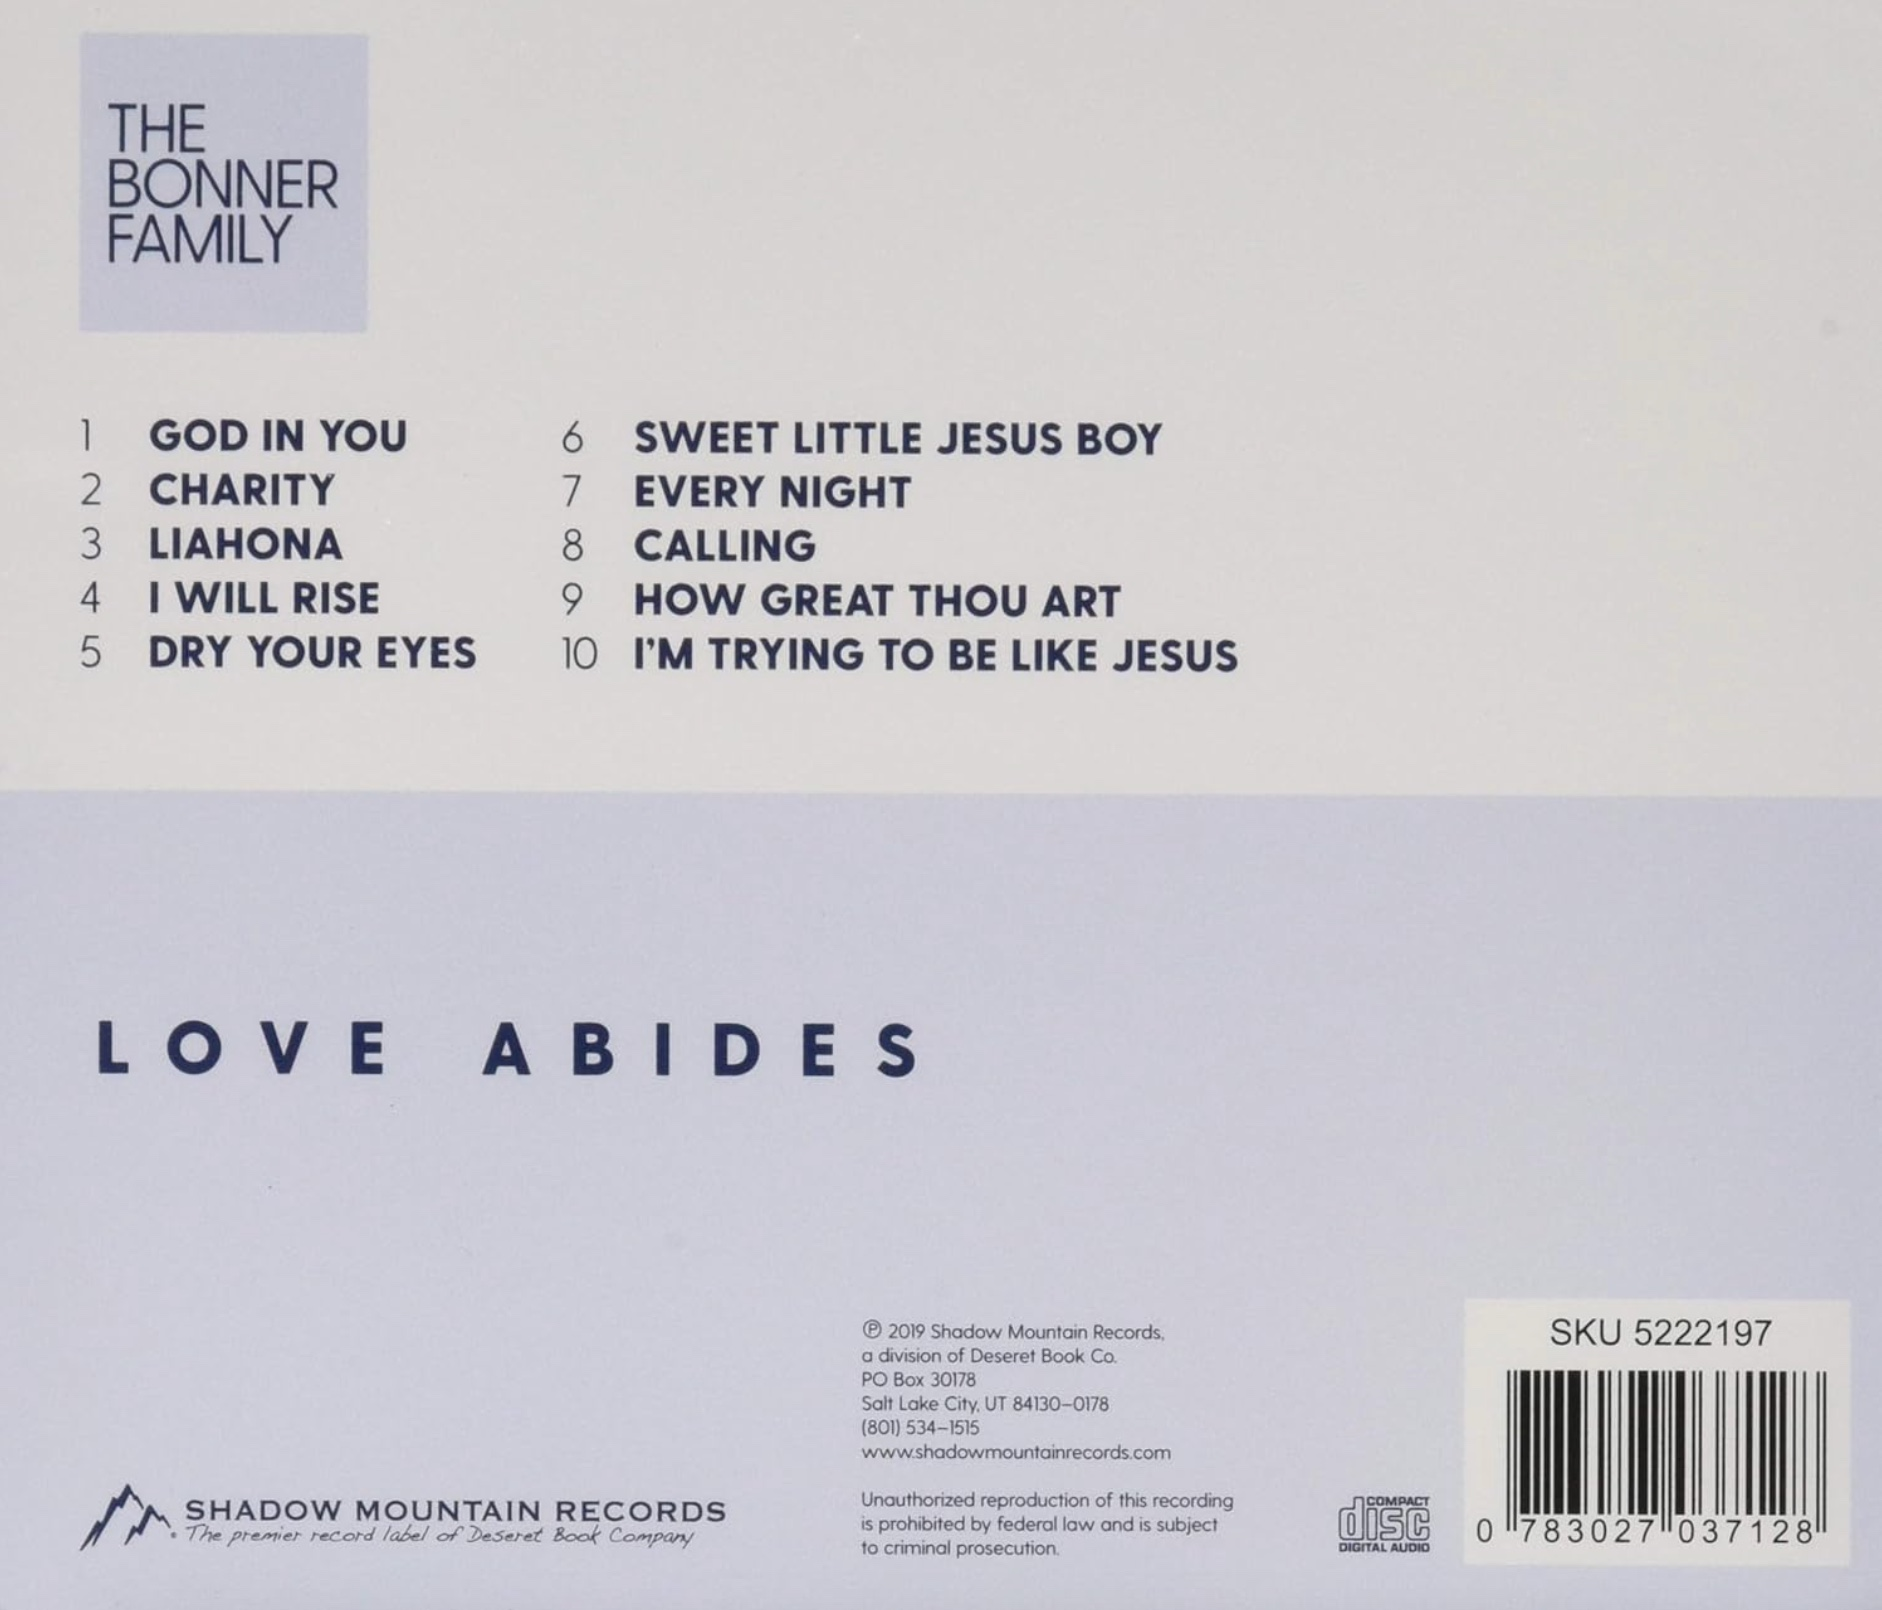 THE
BONNER
FAMILY
1 GOD IN YOU
2 CHARITY
3 LIAHONA
4 I WILL RISE
5 DRY YOUR EYES
6 SWEET LITTLE JESUS BOY
7 EVERY NIGHT
8 CALLING
9 HOW GREAT THOU ART
10 I'M TRYING TO BE LIKE JESUS
LOVE ABIDES
SHADOW MOUNTAIN RECORDS
The premier record label of Deseret Book Company
℗ 2019 Shadow Mountain Records,
a division of Deseret Book Co.
PO Box 30178
Salt Lake City, UT 84130–0178
(801) 534–1515
www.shadowmountainrecords.com
Unauthorized reproduction of this recording
is prohibited by federal law and is subject
to criminal prosecution.
COMPACT
disc
DIGITAL AUDIO
SKU 5222197
0 783027 037128